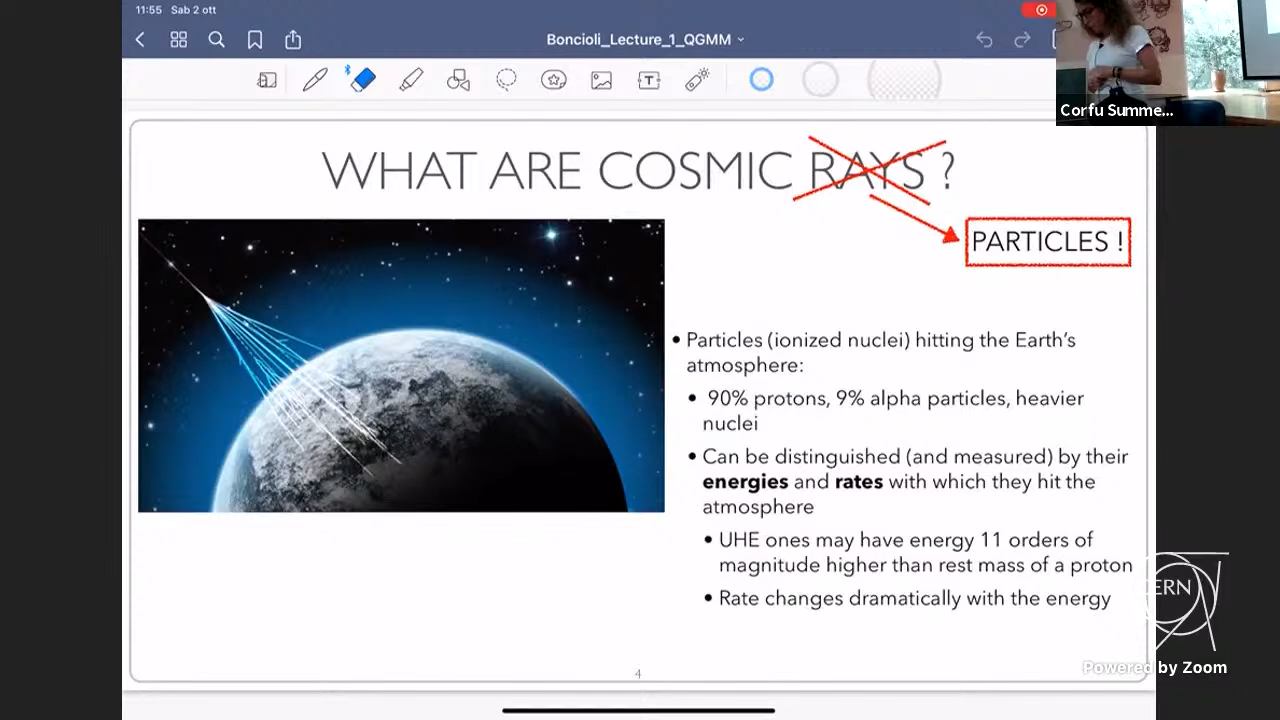 11:55 Sab 2 ott
Boncioli_Lecture_1_QGMM
T
Corfu Summe...
WHAT ARE COSMIC RAYS ?
PARTICLES !
• Particles (ionized nuclei) hitting the Earth's
atmosphere:
• 90% protons, 9% alpha particles, heavier
nuclei
• Can be distinguished (and measured) by their
energies and rates with which they hit the
atmosphere
• UHE ones may have energy 11 orders of
magnitude higher than rest mass of a proton
• Rate changes dramatically with the energy
CERN
4
Powered by Zoom